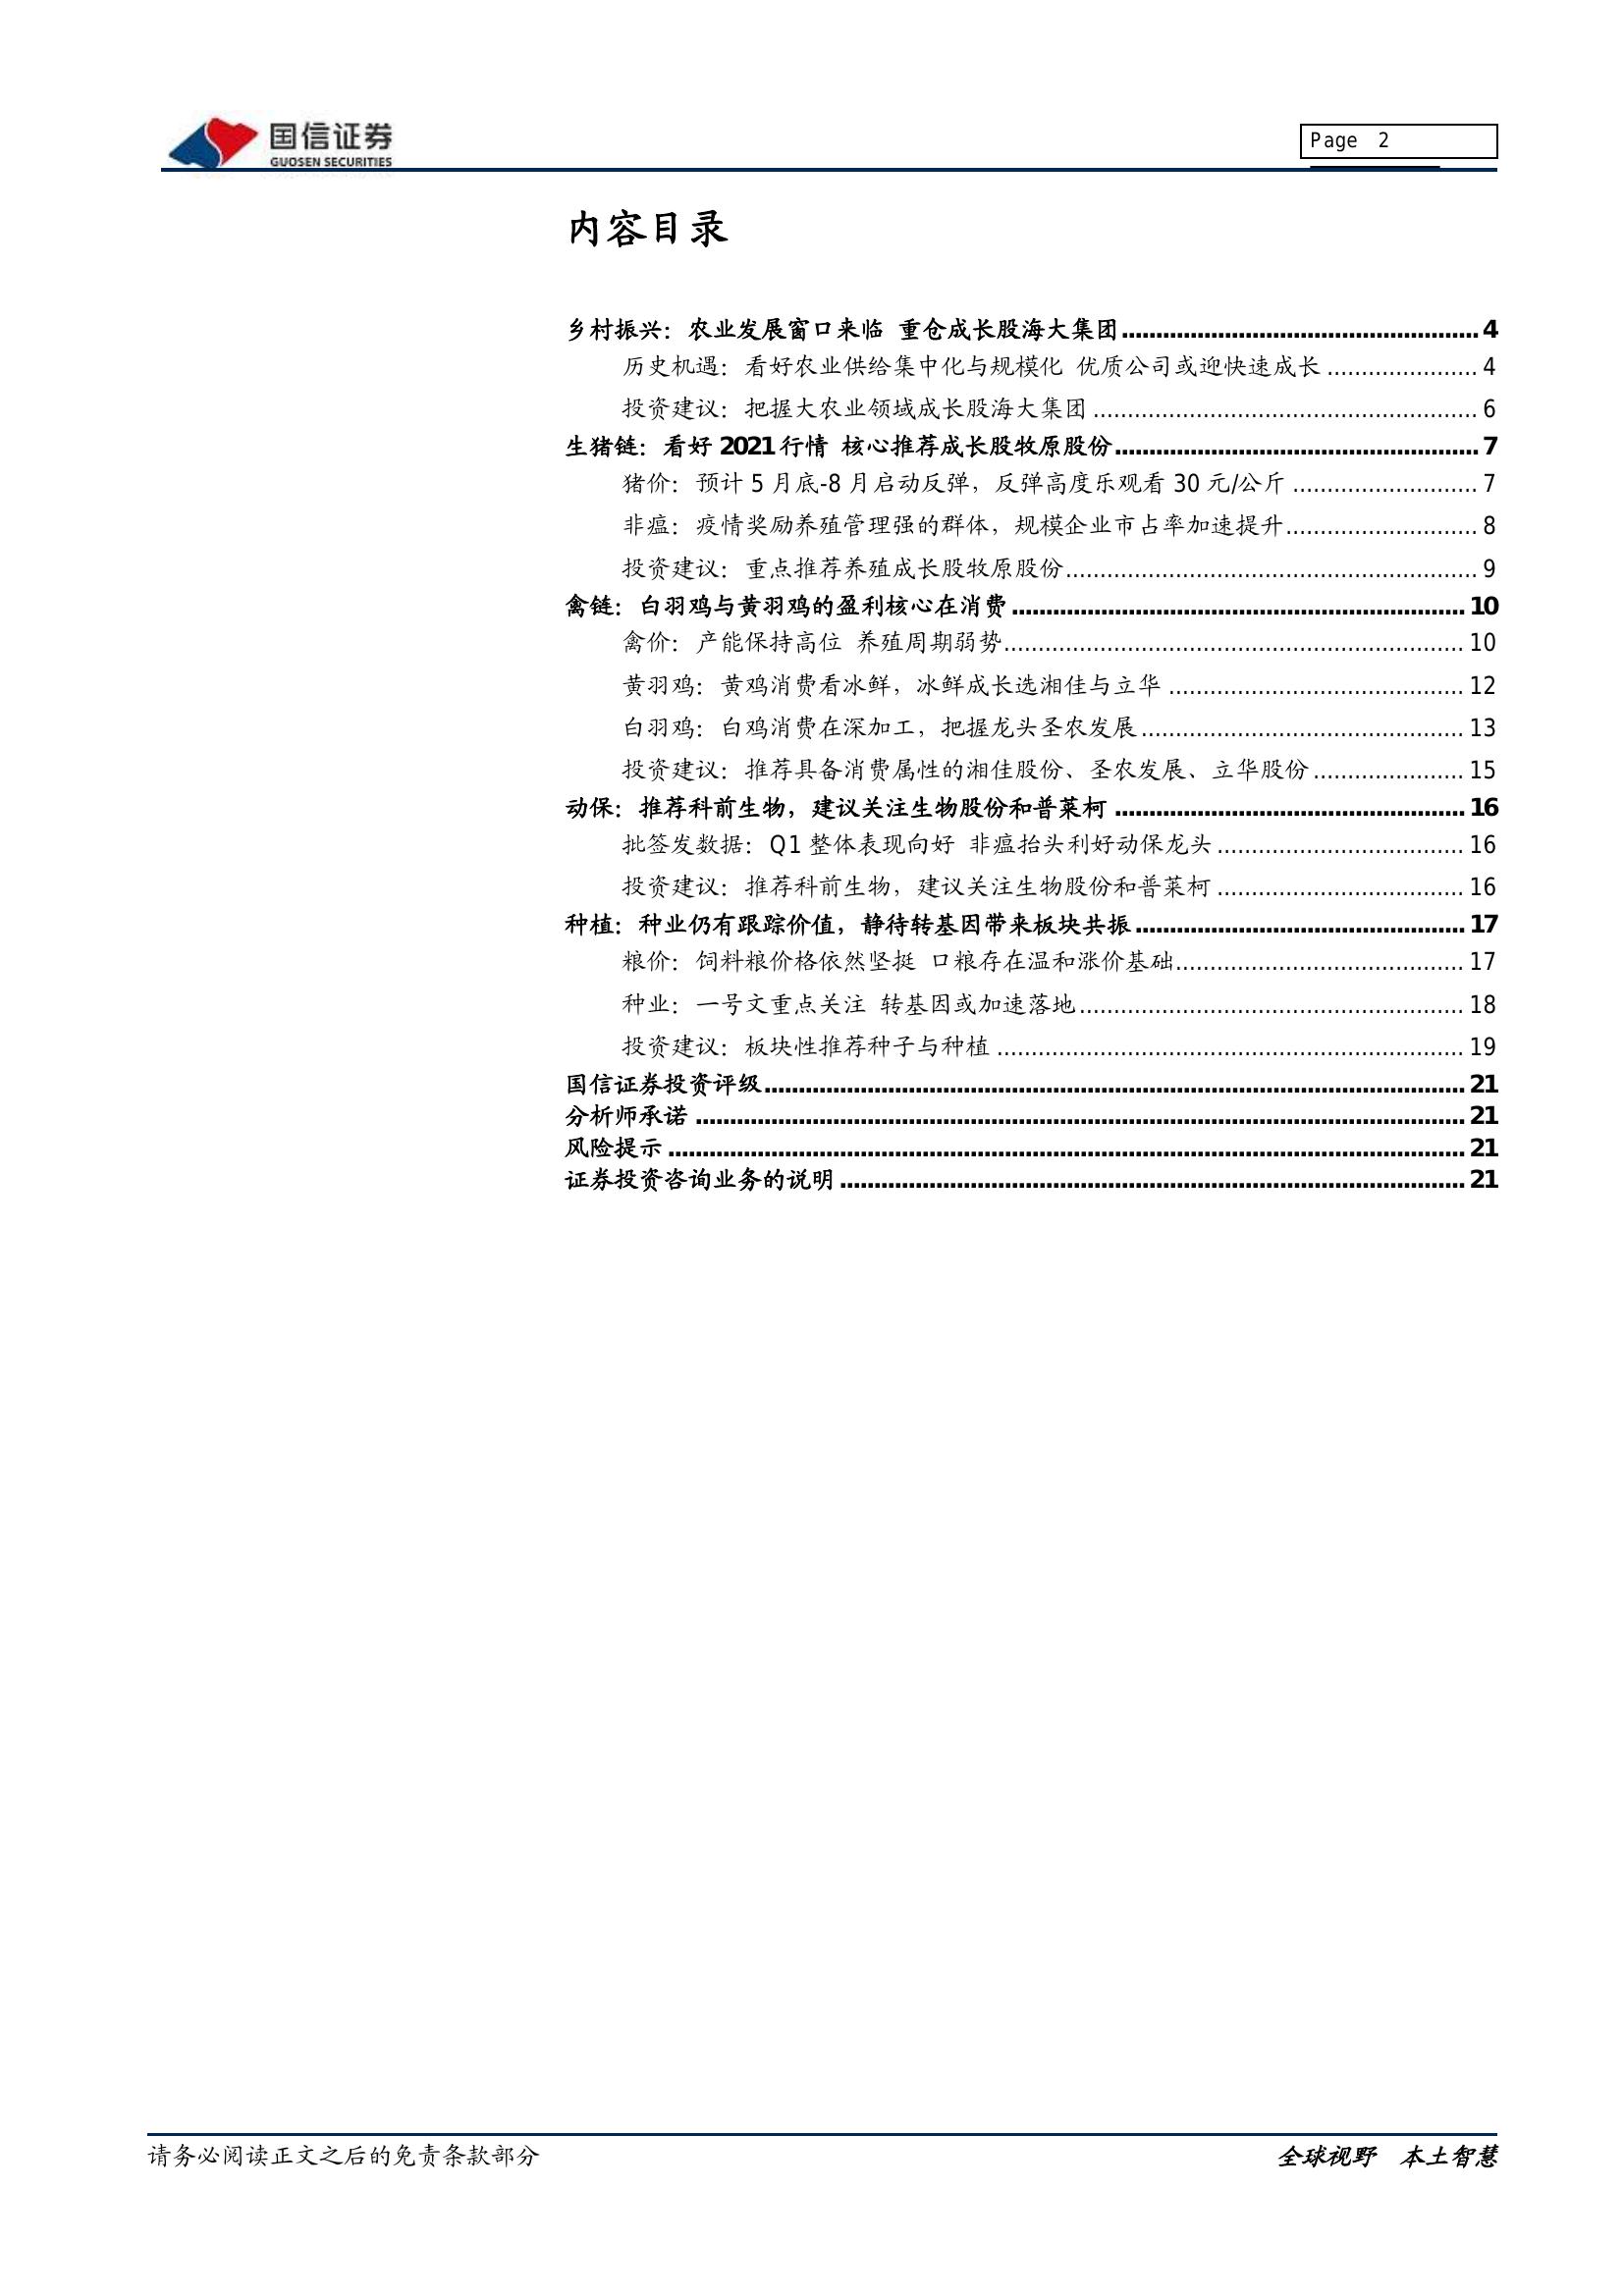 国信证券
GUOSEN SECURITIES
Page 2
内容目录
乡村振兴：农业发展窗口来临 重仓成长股海大集团.................................................... 4
历史机遇：看好农业供给集中化与规模化 优质公司或迎快速成长 ...................... 4
投资建议：把握大农业领域成长股海大集团 ........................................................ 6
生猪链：看好 2021 行情 核心推荐成长股牧原股份..................................................... 7
猪价：预计 5 月底-8 月启动反弹，反弹高度乐观看 30 元/公斤 ........................... 7
非瘟：疫情奖励养殖管理强的群体，规模企业市占率加速提升............................ 8
投资建议：重点推荐养殖成长股牧原股份............................................................ 9
禽链：白羽鸡与黄羽鸡的盈利核心在消费 .................................................................. 10
禽价：产能保持高位 养殖周期弱势................................................................... 10
黄羽鸡：黄鸡消费看冰鲜，冰鲜成长选湘佳与立华 ........................................... 12
白羽鸡：白鸡消费在深加工，把握龙头圣农发展............................................... 13
投资建议：推荐具备消费属性的湘佳股份、圣农发展、立华股份...................... 15
动保：推荐科前生物，建议关注生物股份和普莱柯 ................................................... 16
批签发数据：Q1 整体表现向好 非瘟抬头利好动保龙头 .................................... 16
投资建议：推荐科前生物，建议关注生物股份和普莱柯 .................................... 16
种植：种业仍有跟踪价值，静待转基因带来板块共振................................................ 17
粮价：饲料粮价格依然坚挺 口粮存在温和涨价基础.......................................... 17
种业：一号文重点关注 转基因或加速落地........................................................ 18
投资建议：板块性推荐种子与种植 .................................................................... 19
国信证券投资评级...................................................................................................... 21
分析师承诺 ................................................................................................................ 21
风险提示 .................................................................................................................... 21
证券投资咨询业务的说明 ........................................................................................... 21
请务必阅读正文之后的免责条款部分
全球视野 本土智慧